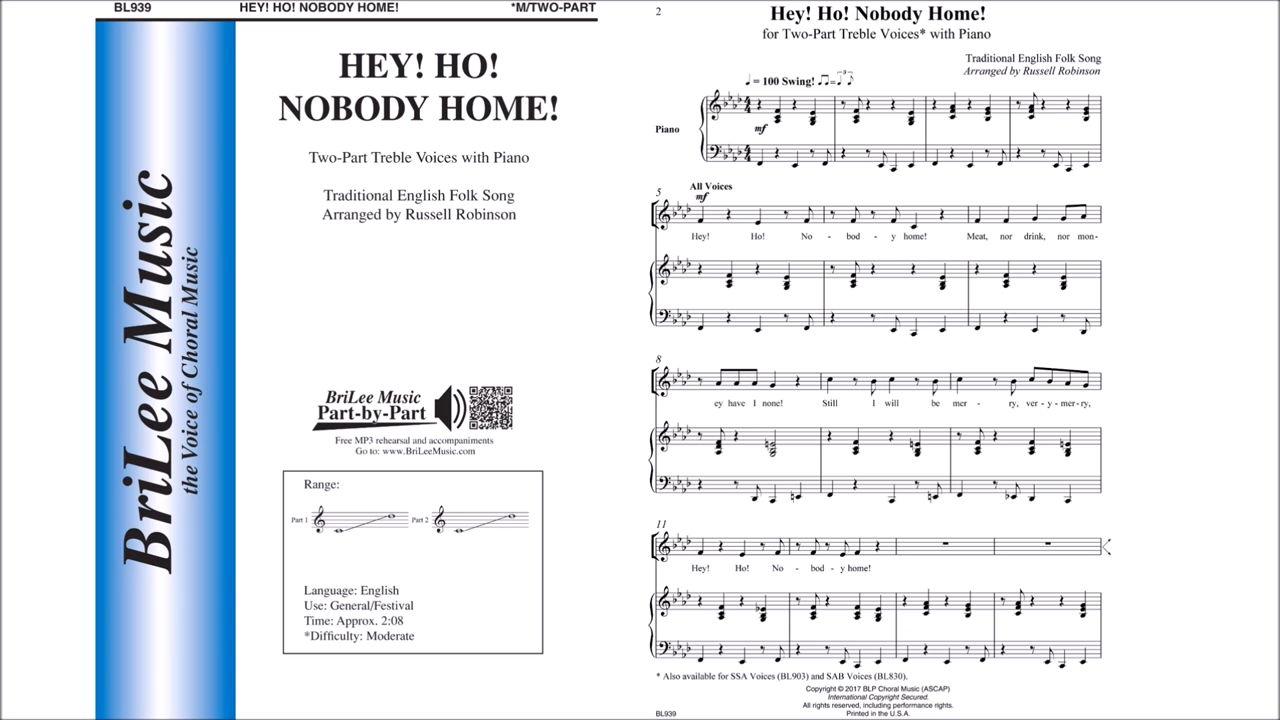 BL939 HEY! HO! NOBODY HOME! *M/TWO-PART
HEY! HO!
NOBODY HOME!
Two-Part Treble Voices with Piano
Traditional English Folk Song
Arranged by Russell Robinson
BriLee Music
the Voice of Choral Music
BriLee Music
Part-by-Part
Free MP3 rehearsal and accompaniments
Go to: www.BriLeeMusic.com
Range:
Part 1 Part 2
Language: English
Use: General/Festival
Time: Approx. 2:08
*Difficulty: Moderate
2
Hey! Ho! Nobody Home!
for Two-Part Treble Voices* with Piano
Traditional English Folk Song
Arranged by Russell Robinson
♩ = 100 Swing! ♫=♩ ♪ 3
Piano
mf
5
All Voices
mf
Hey! Ho! No - bod - y home! Meat, nor drink, nor mon-
8
ey have I none! Still I will be mer - ry, ver - y - mer-ry,
11
Hey! Ho! No - bod - y home!
* Also available for SSA Voices (BL903) and SAB Voices (BL830).
Copyright © 2017 BLP Choral Music (ASCAP)
International Copyright Secured.
All rights reserved, including performance rights.
Printed in the U.S.A.
BL939